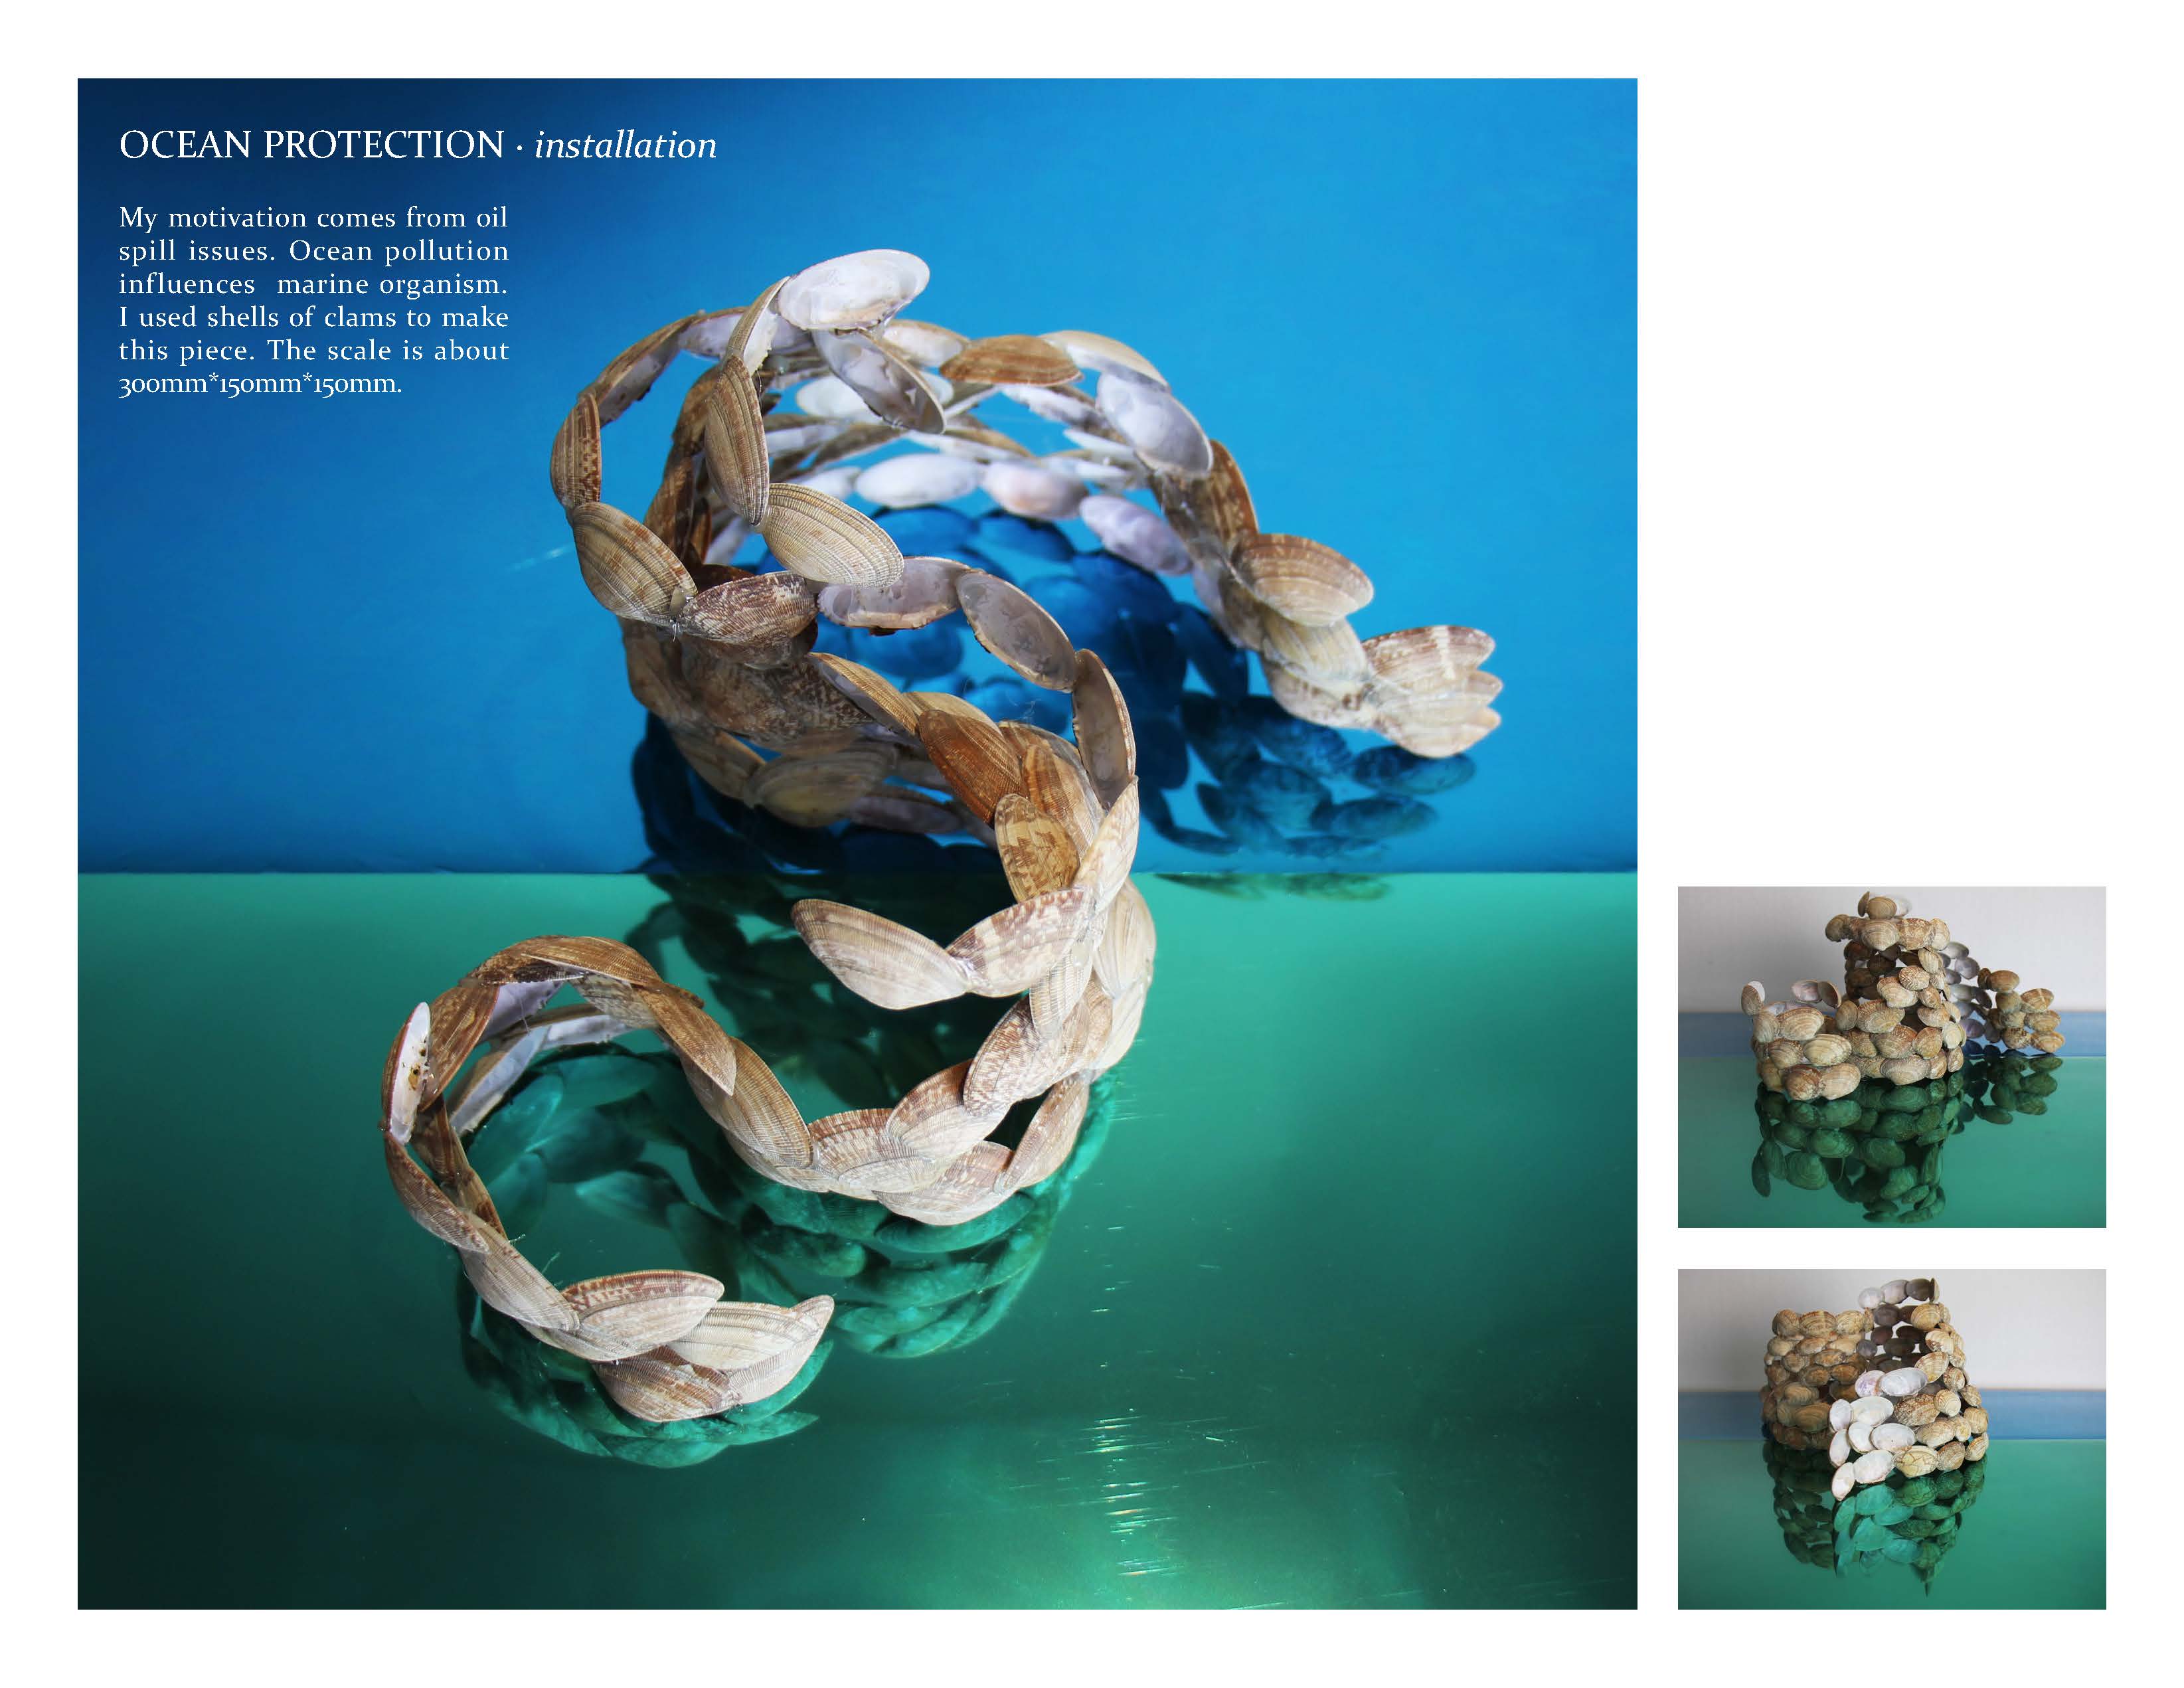 OCEAN PROTECTION · installation
My motivation comes from oil
spill issues. Ocean pollution
influences marine organism.
I used shells of clams to make
this piece. The scale is about
300mm*150mm*150mm.